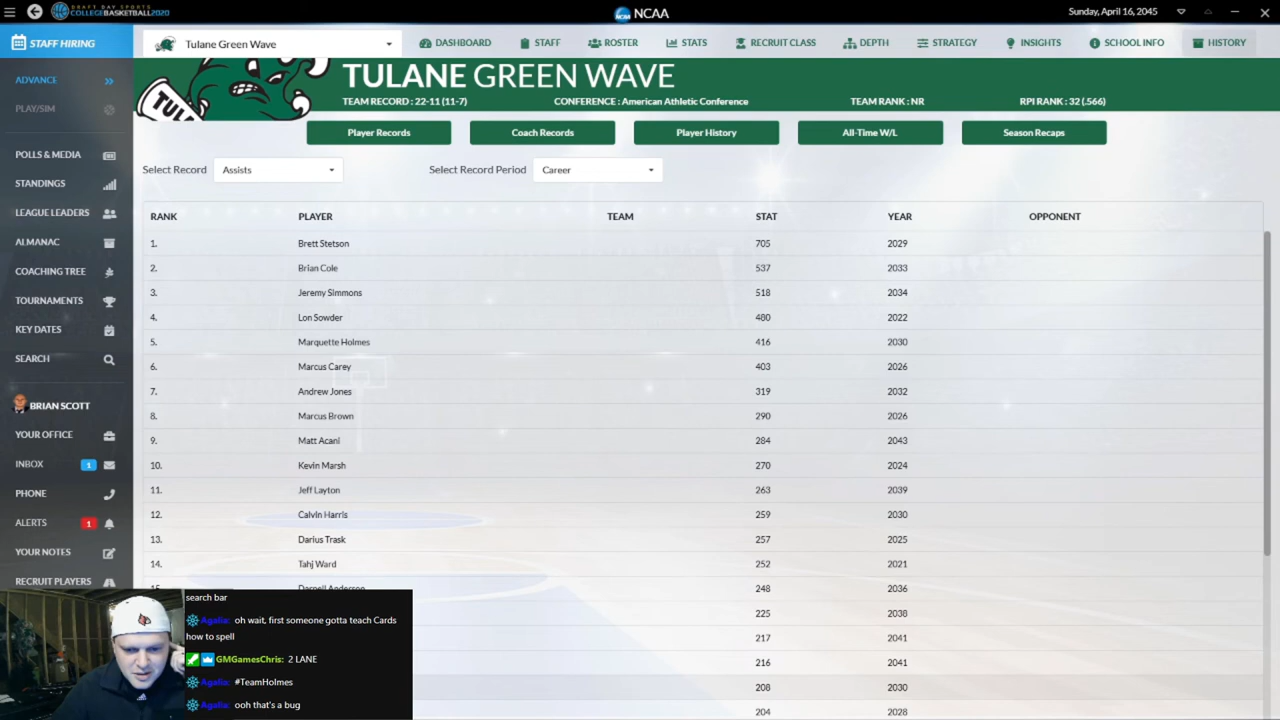 DRAFT DAY SPORTS
COLLEGEBASKETBALL2020
NCAA
Sunday, April 16, 2045
STAFF HIRING
Tulane Green Wave
DASHBOARD
STAFF
ROSTER
STATS
RECRUIT CLASS
DEPTH
STRATEGY
INSIGHTS
SCHOOL INFO
HISTORY
ADVANCE
PLAY/SIM
POLLS & MEDIA
STANDINGS
LEAGUE LEADERS
ALMANAC
COACHING TREE
TOURNAMENTS
KEY DATES
SEARCH
BRIAN SCOTT
YOUR OFFICE
INBOX 1
PHONE
ALERTS 1
YOUR NOTES
RECRUIT PLAYERS
TULANE GREEN WAVE
TEAM RECORD : 22-11 (11-7)
CONFERENCE : American Athletic Conference
TEAM RANK : NR
RPI RANK : 32 (.566)
Player Records
Coach Records
Player History
All-Time W/L
Season Recaps
Select Record Assists
Select Record Period Career
RANK PLAYER TEAM STAT YEAR OPPONENT
1. Brett Stetson 705 2029
2. Brian Cole 537 2033
3. Jeremy Simmons 518 2034
4. Lon Sowder 480 2022
5. Marquette Holmes 416 2030
6. Marcus Carey 403 2026
7. Andrew Jones 319 2032
8. Marcus Brown 290 2026
9. Matt Acani 284 2043
10. Kevin Marsh 270 2024
11. Jeff Layton 263 2039
12. Calvin Harris 259 2030
13. Darius Trask 257 2025
14. Tahj Ward 252 2021
15. Darnell Anderson 248 2036
225 2038
217 2041
216 2041
208 2030
204 2028
search bar
Agalia: oh wait, first someone gotta teach Cards
how to spell
GMGamesChris: 2 LANE
Agalia: #TeamHolmes
Agalia: ooh that's a bug